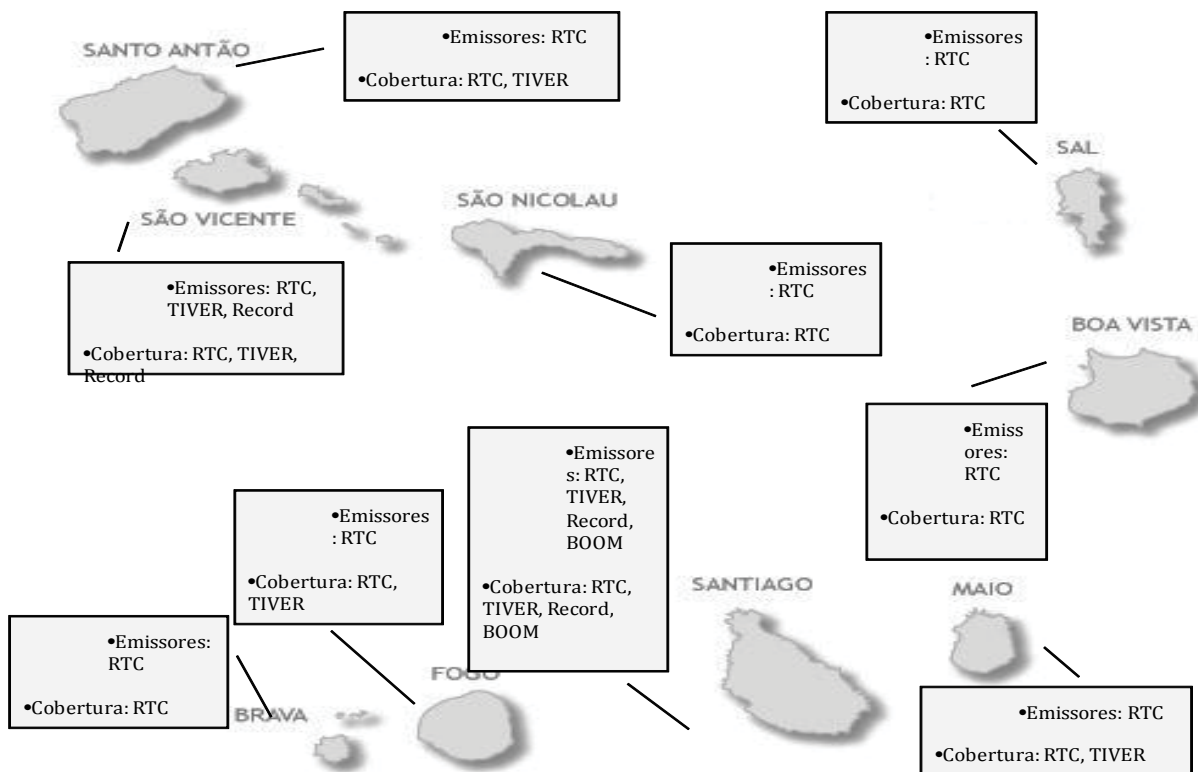 SANTO ANTÃO
•Emissores: RTC
•Cobertura: RTC, TIVER
•Emissores
: RTC
•Cobertura: RTC
SAL
SÃO VICENTE
SÃO NICOLAU
•Emissores: RTC,
TIVER, Record
•Cobertura: RTC, TIVER,
Record
•Emissores
: RTC
•Cobertura: RTC
BOA VISTA
•Emiss
ores:
RTC
•Cobertura: RTC
•Emissore
s: RTC,
TIVER,
Record,
BOOM
•Cobertura: RTC,
TIVER, Record,
BOOM
•Emissores
: RTC
•Cobertura: RTC,
TIVER
SANTIAGO
MAIO
•Emissores:
RTC
•Cobertura: RTC
FOGO
BRAVA
•Emissores: RTC
•Cobertura: RTC, TIVER